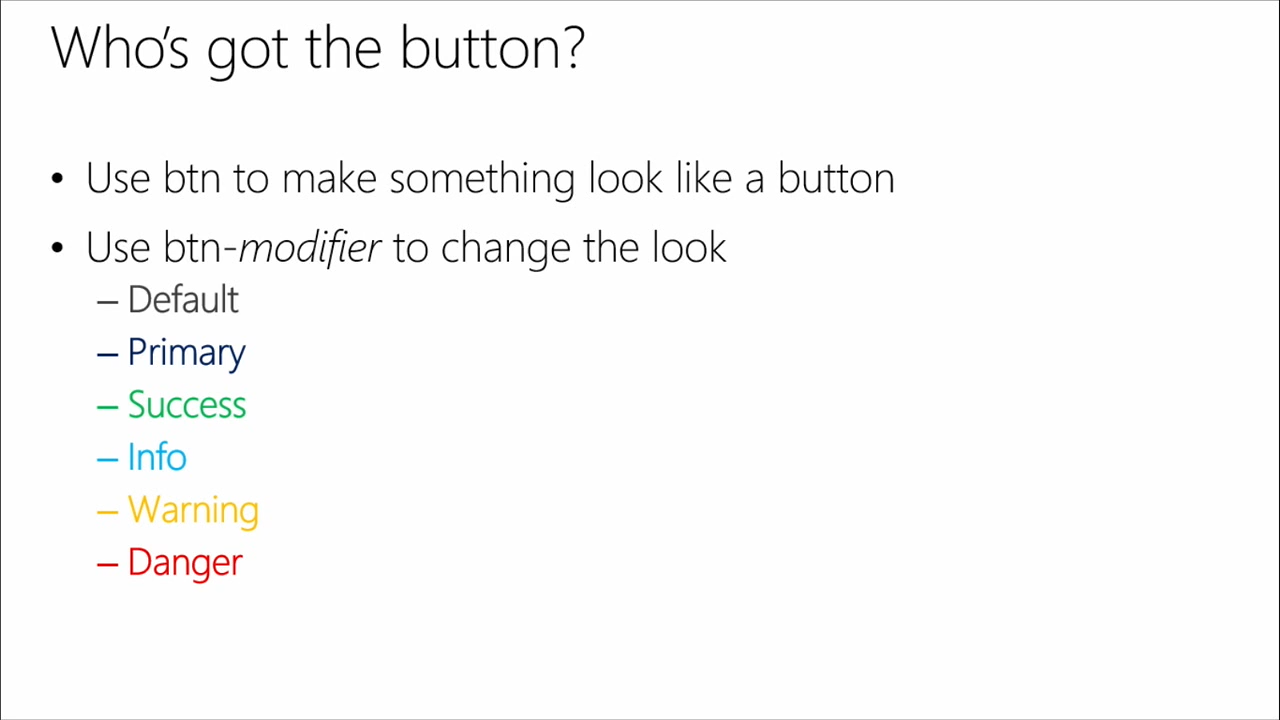 Who's got the button?
• Use btn to make something look like a button
• Use btn-modifier to change the look
– Default
– Primary
– Success
– Info
– Warning
– Danger